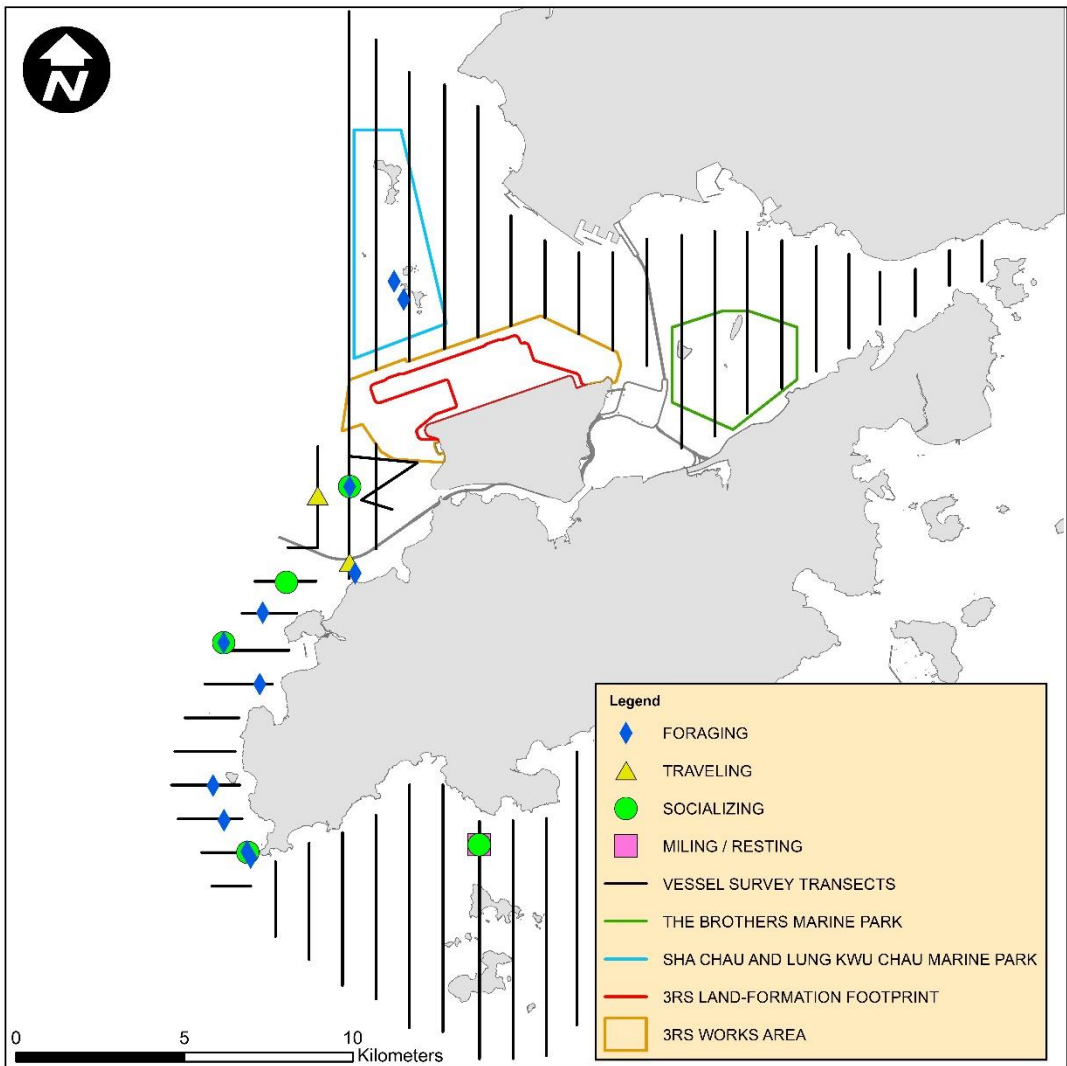 N
Legend
FORAGING
TRAVELING
SOCIALIZING
MILING / RESTING
VESSEL SURVEY TRANSECTS
THE BROTHERS MARINE PARK
SHA CHAU AND LUNG KWU CHAU MARINE PARK
3RS LAND-FORMATION FOOTPRINT
3RS WORKS AREA
0 5 10
Kilometers